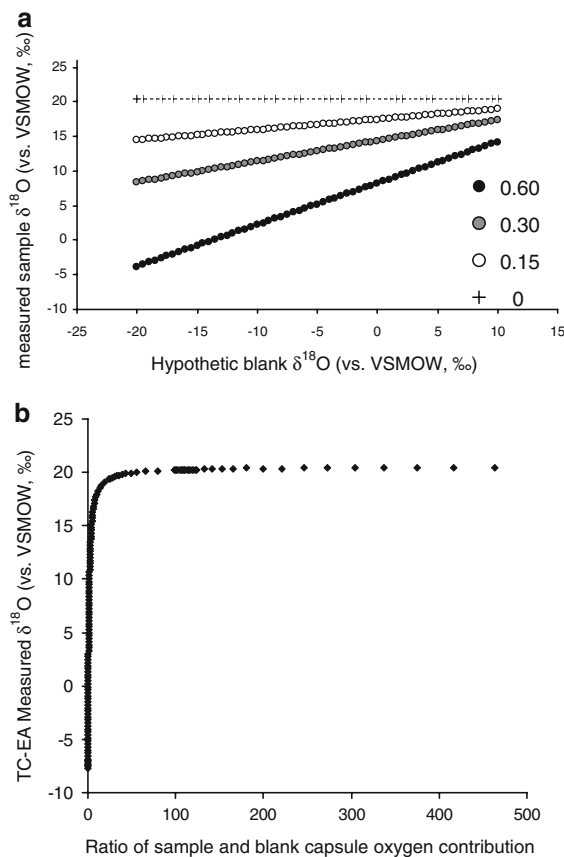 a
measured sample δ¹⁸O (vs. VSMOW, ‰)
25
20
15
10
5
0
-5
-10
0.60
0.30
0.15
0
-25 -20 -15 -10 -5 0 5 10 15
Hypothetic blank δ¹⁸O (vs. VSMOW, ‰)
b
TC-EA Measured δ¹⁸O (vs. VSMOW, ‰)
25
20
15
10
5
0
-5
-10
0 100 200 300 400 500
Ratio of sample and blank capsule oxygen contribution